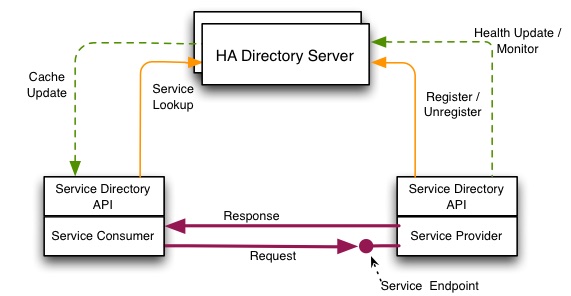 Health Update /
Monitor
HA Directory Server
Cache
Update
Service
Lookup
Register /
Unregister
Service Directory
API
Service Directory
API
Response
Service Consumer
Service Provider
Request
Service Endpoint